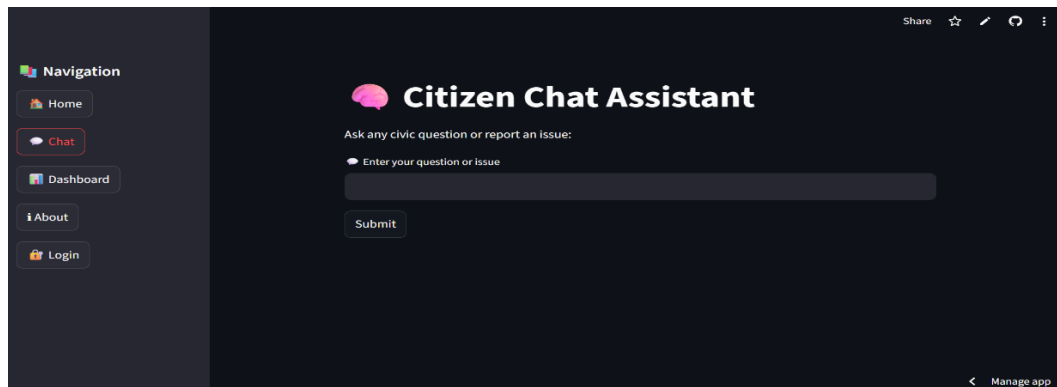 Share
Navigation
Home
Chat
Dashboard
About
Login
Citizen Chat Assistant
Ask any civic question or report an issue:
Enter your question or issue
Submit
Manage app